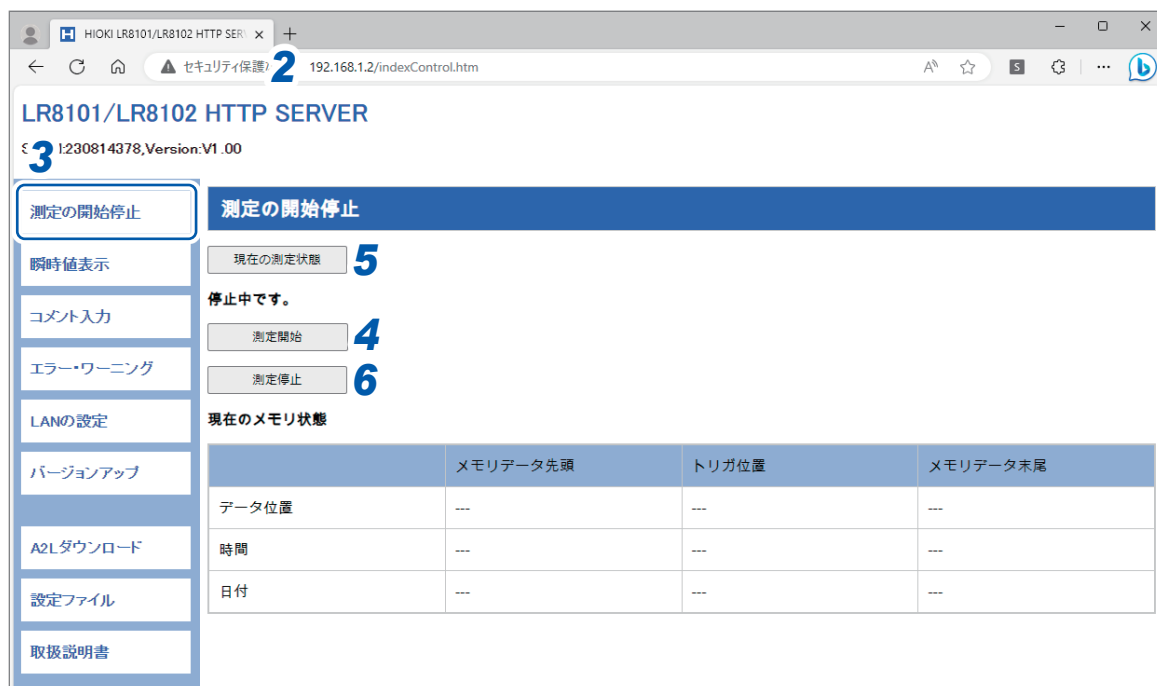 HIOKI LR8101/LR8102 HTTP SER
セキュリティ保護
2
192.168.1.2/indexControl.htm
LR8101/LR8102 HTTP SERVER
3
:230814378,Version:V1.00
測定の開始停止
瞬時値表示
コメント入力
エラー・ワーニング
LANの設定
バージョンアップ
A2Lダウンロード
設定ファイル
取扱説明書
測定の開始停止
現在の測定状態 5
停止中です。
測定開始 4
測定停止 6
現在のメモリ状態
メモリデータ先頭 トリガ位置 メモリデータ末尾
データ位置 --- --- ---
時間 --- --- ---
日付 --- --- ---